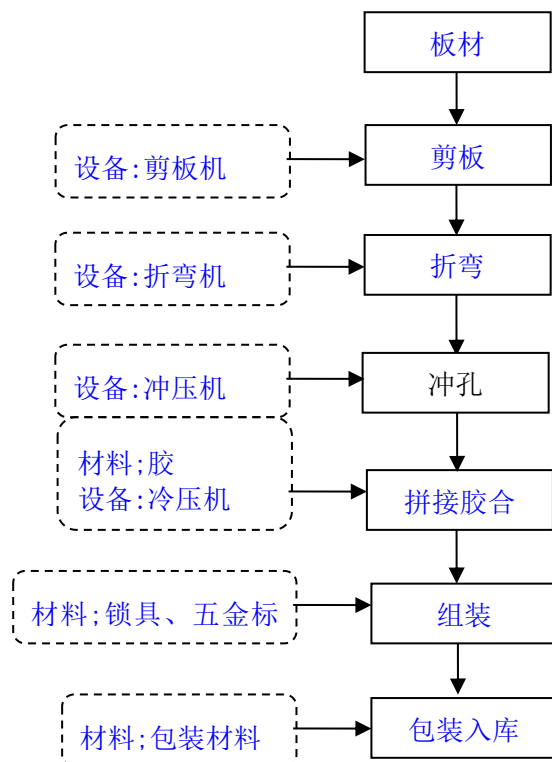 板材
设备:剪板机
剪板
设备:折弯机
折弯
设备:冲压机
冲孔
材料;胶
设备:冷压机
拼接胶合
材料;锁具、五金标
组装
材料;包装材料
包装入库